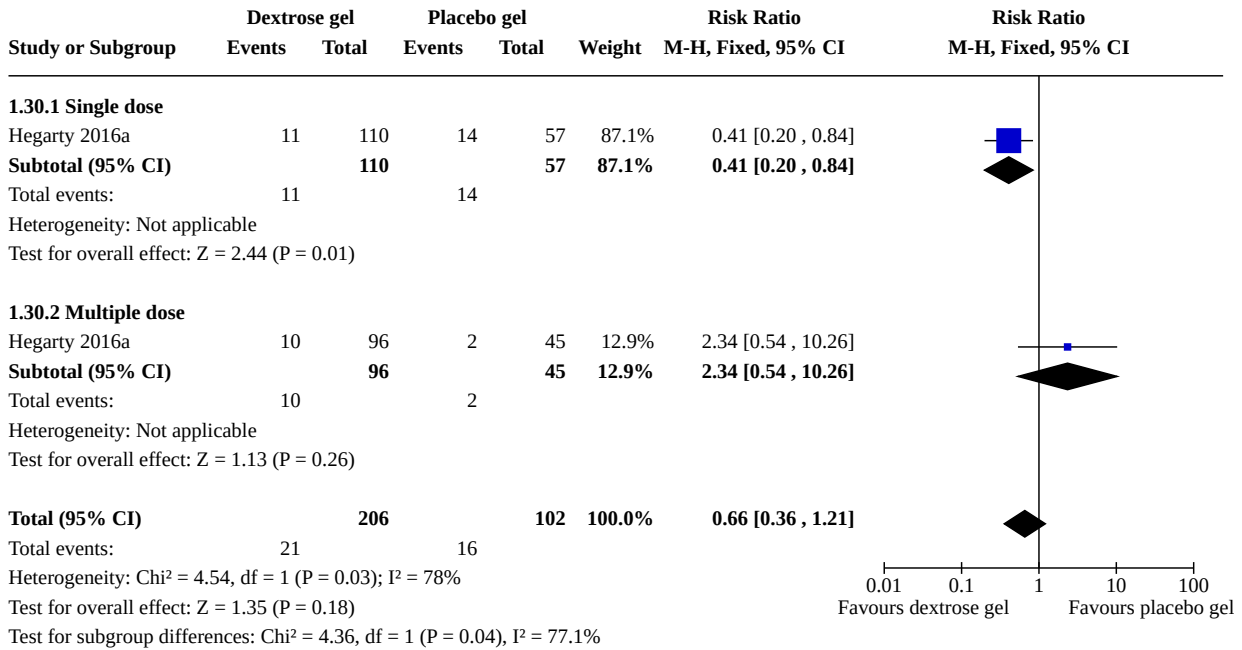 Dextrose gel Placebo gel Risk Ratio Risk Ratio
Study or Subgroup Events Total Events Total Weight M-H, Fixed, 95% CI M-H, Fixed, 95% CI
1.30.1 Single dose
Hegarty 2016a 11 110 14 57 87.1% 0.41 [0.20 , 0.84]
Subtotal (95% CI) 110 57 87.1% 0.41 [0.20 , 0.84]
Total events: 11 14
Heterogeneity: Not applicable
Test for overall effect: Z = 2.44 (P = 0.01)
1.30.2 Multiple dose
Hegarty 2016a 10 96 2 45 12.9% 2.34 [0.54 , 10.26]
Subtotal (95% CI) 96 45 12.9% 2.34 [0.54 , 10.26]
Total events: 10 2
Heterogeneity: Not applicable
Test for overall effect: Z = 1.13 (P = 0.26)
Total (95% CI) 206 102 100.0% 0.66 [0.36 , 1.21]
Total events: 21 16
Heterogeneity: Chi² = 4.54, df = 1 (P = 0.03); I² = 78%
0.01 0.1 1 10 100
Test for overall effect: Z = 1.35 (P = 0.18)
Favours dextrose gel Favours placebo gel
Test for subgroup differences: Chi² = 4.36, df = 1 (P = 0.04), I² = 77.1%